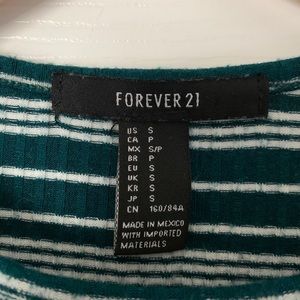 FOREVER 21
US S
CA P
MX S/P
BR P
EU S
UK S
KR S
JP S
CN 160/84A
MADE IN MEXICO
WITH IMPORTED
MATERIALS